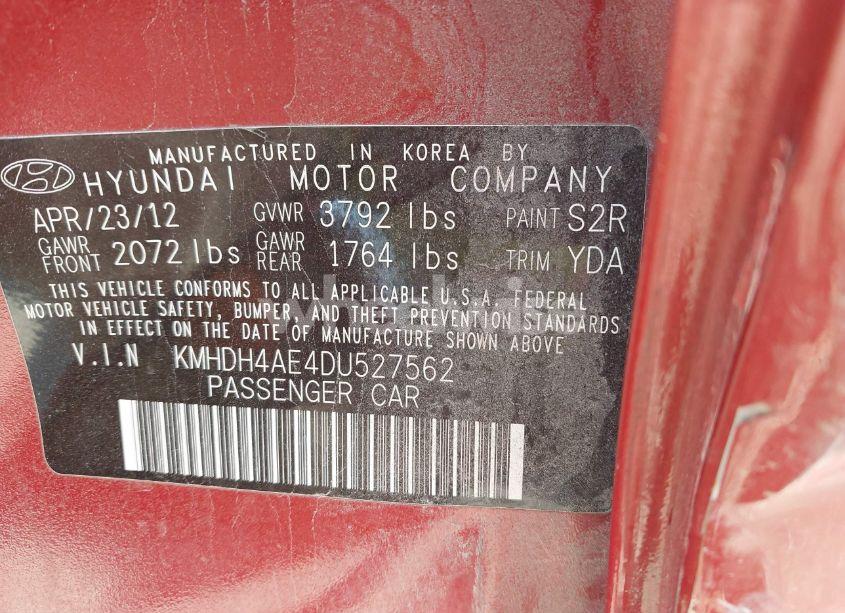 MANUFACTURED IN KOREA BY
HYUNDAI MOTOR COMPANY
APR/23/12 GVWR 3792 lbs PAINT S2R
GAWR FRONT 2072 lbs GAWR REAR 1764 lbs TRIM YDA
THIS VEHICLE CONFORMS TO ALL APPLICABLE U.S.A. FEDERAL
MOTOR VEHICLE SAFETY, BUMPER, AND THEFT PREVENTION STANDARDS
IN EFFECT ON THE DATE OF MANUFACTURE SHOWN ABOVE
V.I.N KMHDH4AE4DU527562
PASSENGER CAR